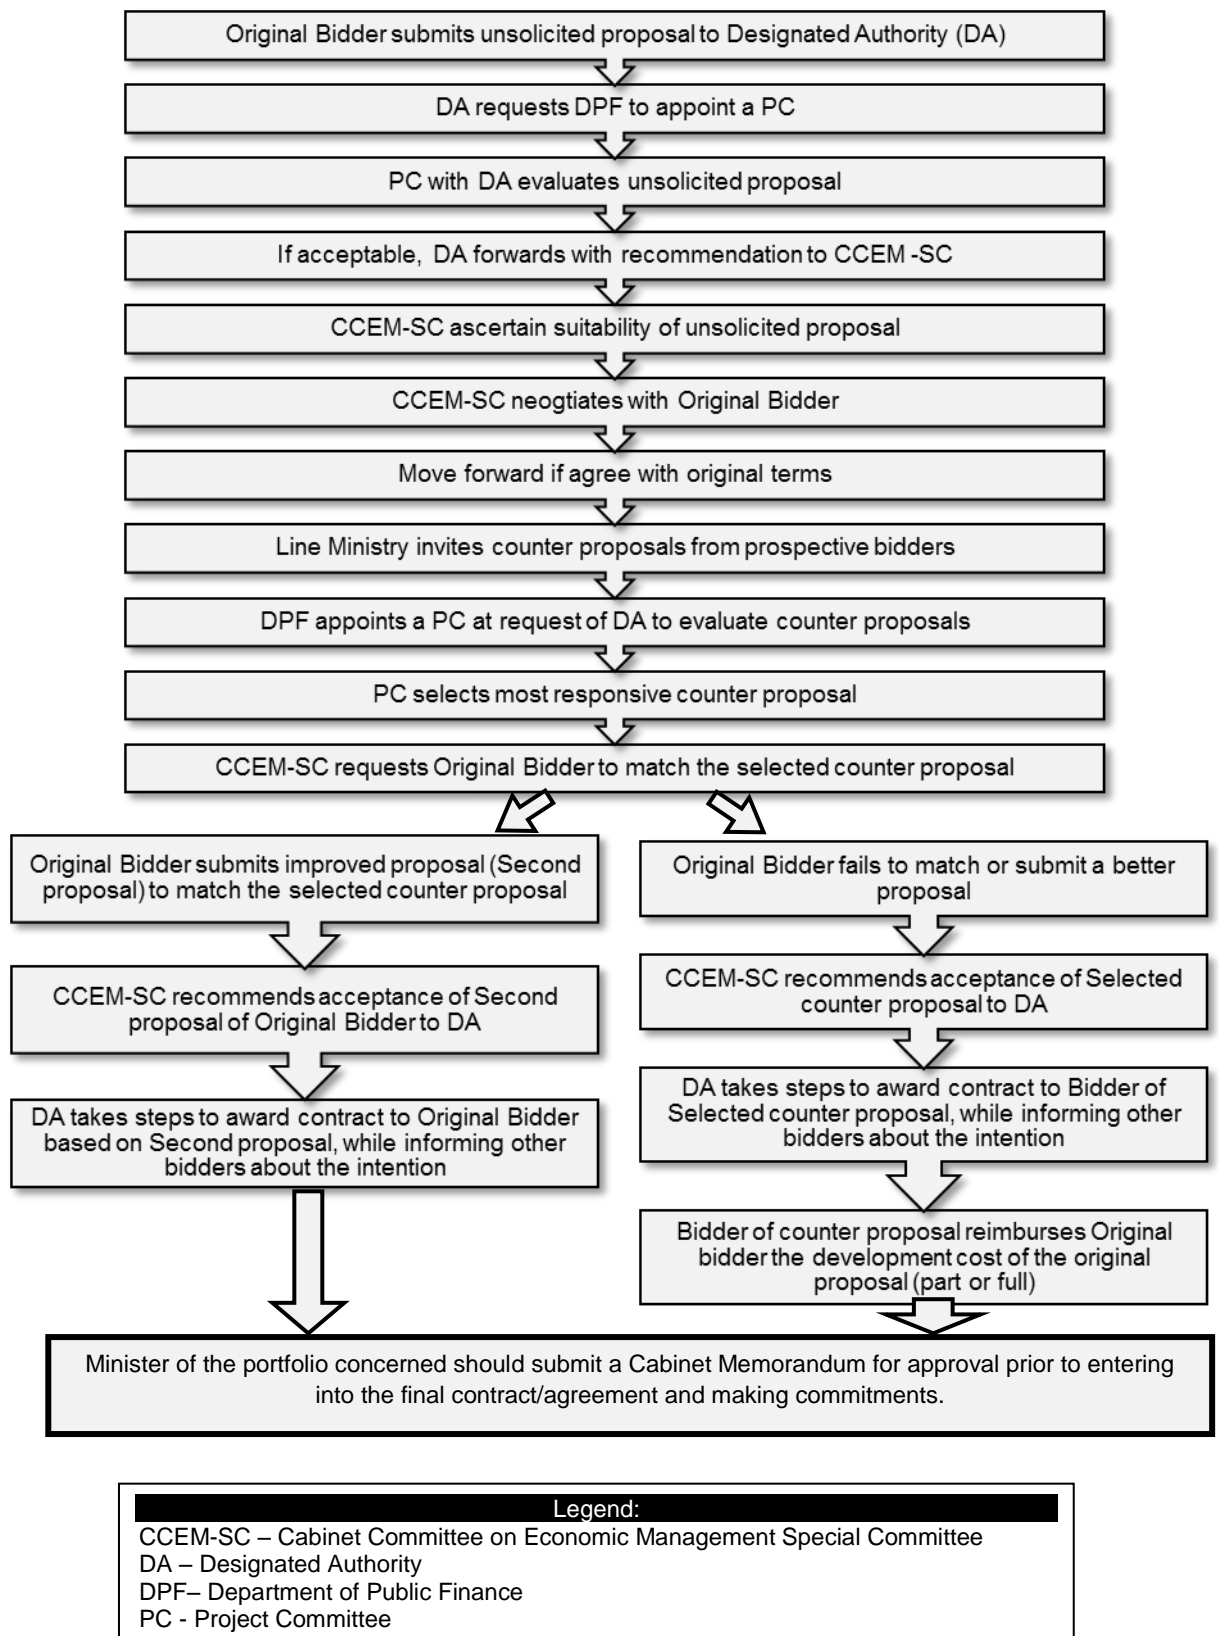 Original Bidder submits unsolicited proposal to Designated Authority (DA)
DA requests DPF to appoint a PC
PC with DA evaluates unsolicited proposal
If acceptable, DA forwards with recommendation to CCEM -SC
CCEM-SC ascertain suitability of unsolicited proposal
CCEM-SC neogtiates with Original Bidder
Move forward if agree with original terms
Line Ministry invites counter proposals from prospective bidders
DPF appoints a PC at request of DA to evaluate counter proposals
PC selects most responsive counter proposal
CCEM-SC requests Original Bidder to match the selected counter proposal
Original Bidder submits improved proposal (Second
proposal) to match the selected counter proposal
CCEM-SC recommends acceptance of Second
proposal of Original Bidder to DA
DA takes steps to award contract to Original Bidder
based on Second proposal, while informing other
bidders about the intention
Original Bidder fails to match or submit a better
proposal
CCEM-SC recommends acceptance of Selected
counter proposal to DA
DA takes steps to award contract to Bidder of
Selected counter proposal, while informing other
bidders about the intention
Bidder of counter proposal reimburses Original
bidder the development cost of the original
proposal (part or full)
Minister of the portfolio concerned should submit a Cabinet Memorandum for approval prior to entering
into the final contract/agreement and making commitments.
Legend:
CCEM-SC – Cabinet Committee on Economic Management Special Committee
DA – Designated Authority
DPF– Department of Public Finance
PC - Project Committee